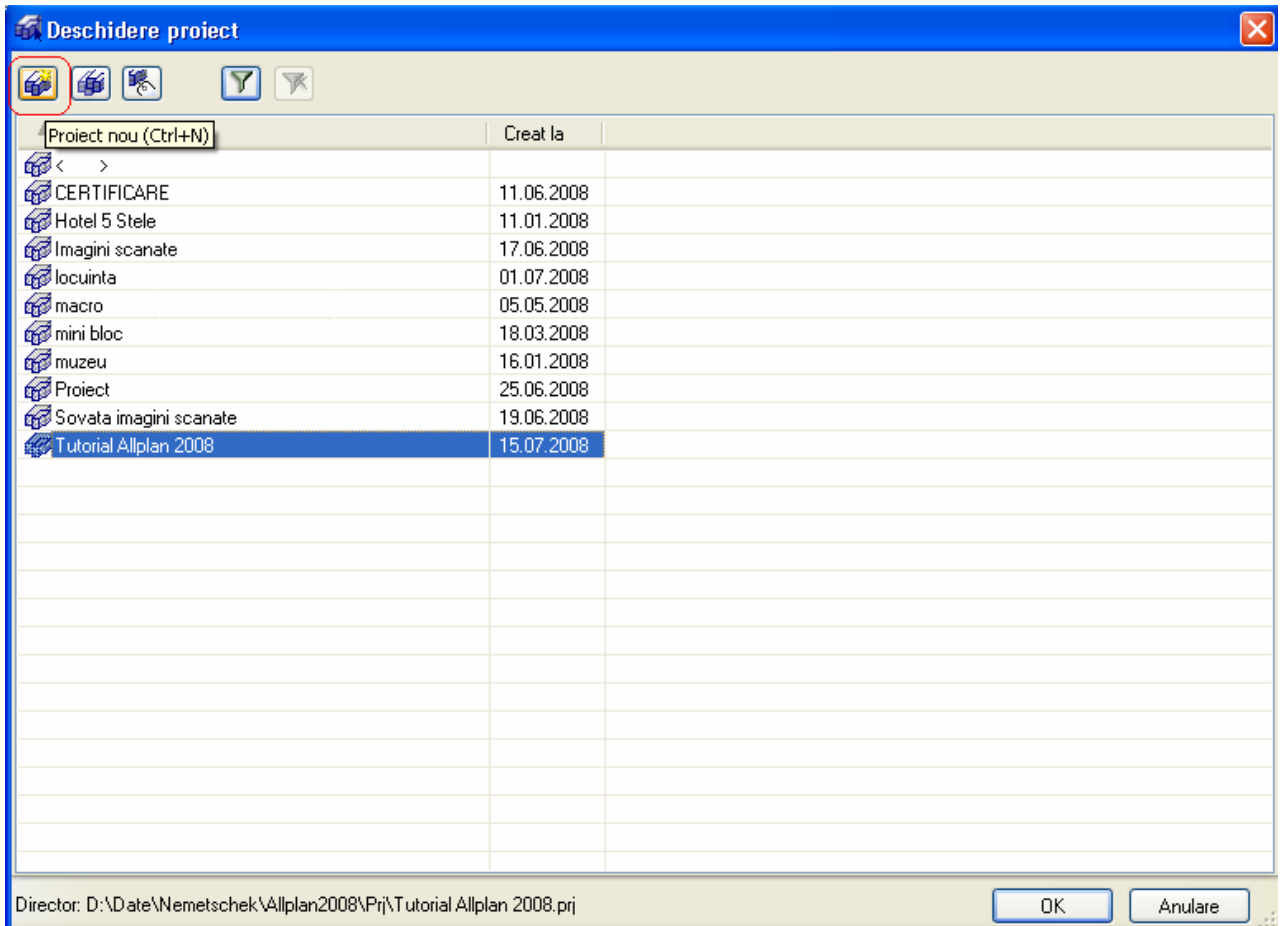 Deschidere proiect
Proiect nou (Ctrl+N)
Creat la
< >
CERTIFICARE 11.06.2008
Hotel 5 Stele 11.01.2008
Imagini scanate 17.06.2008
locuinta 01.07.2008
macro 05.05.2008
mini bloc 18.03.2008
muzeu 16.01.2008
Proiect 25.06.2008
Sovata imagini scanate 19.06.2008
Tutorial Allplan 2008 15.07.2008
Director: D:\Date\Nemetschek\Allplan2008\Prj\Tutorial Allplan 2008.prj
OK
Anulare